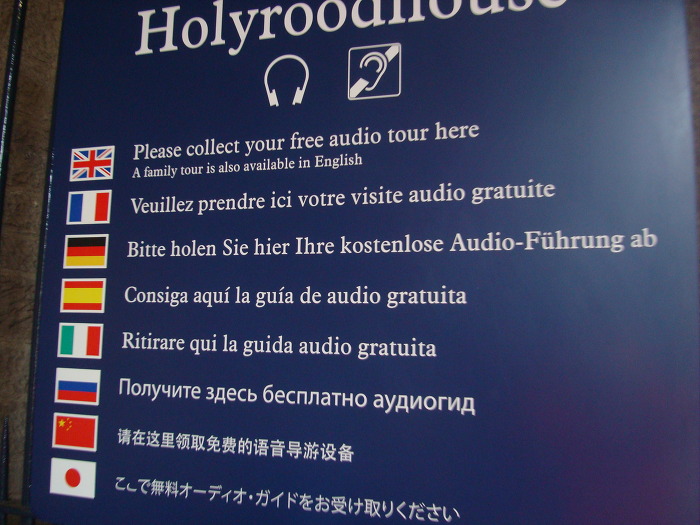 Holyroodhouse
Please collect your free audio tour here
A family tour is also available in English
Veuillez prendre ici votre visite audio gratuite
Bitte holen Sie hier Ihre kostenlose Audio-Führung ab
Consiga aquí la guía de audio gratuita
Ritirare qui la guida audio gratuita
Получите здесь бесплатно аудиогид
请在这里领取免费的语音导游设备
ここで無料オーディオ・ガイドをお受け取りください